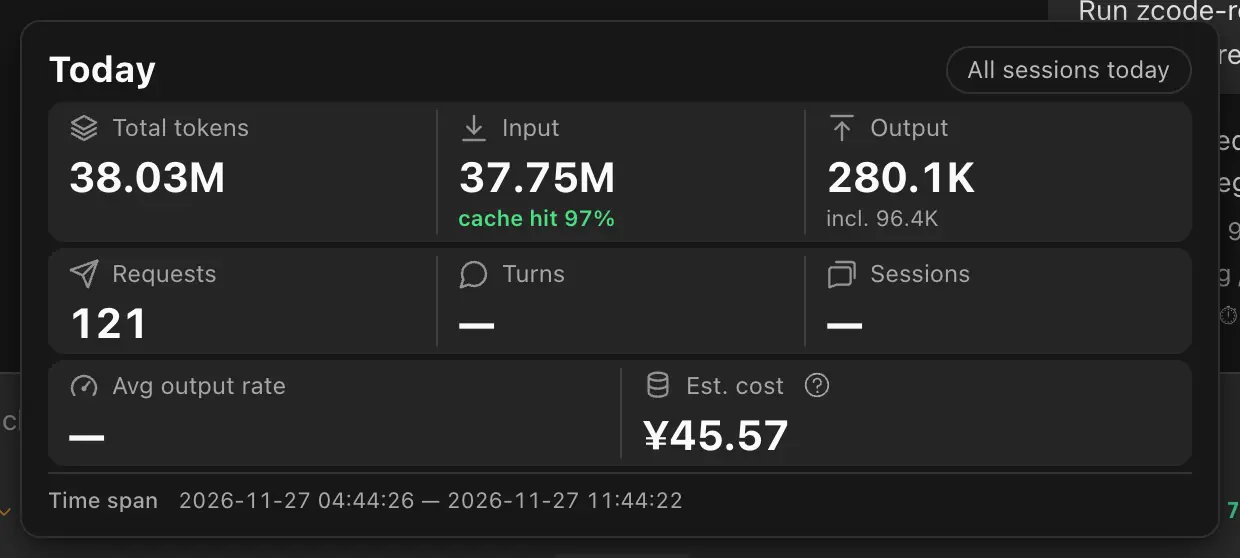 Run zcode-r
Today
All sessions today
Total tokens
Input
Output
38.03M
37.75M
280.1K
cache hit 97%
incl. 96.4K
Requests
Turns
Sessions
121
—
—
Avg output rate
Est. cost
—
¥45.57
Time span 2026-11-27 04:44:26 — 2026-11-27 11:44:22